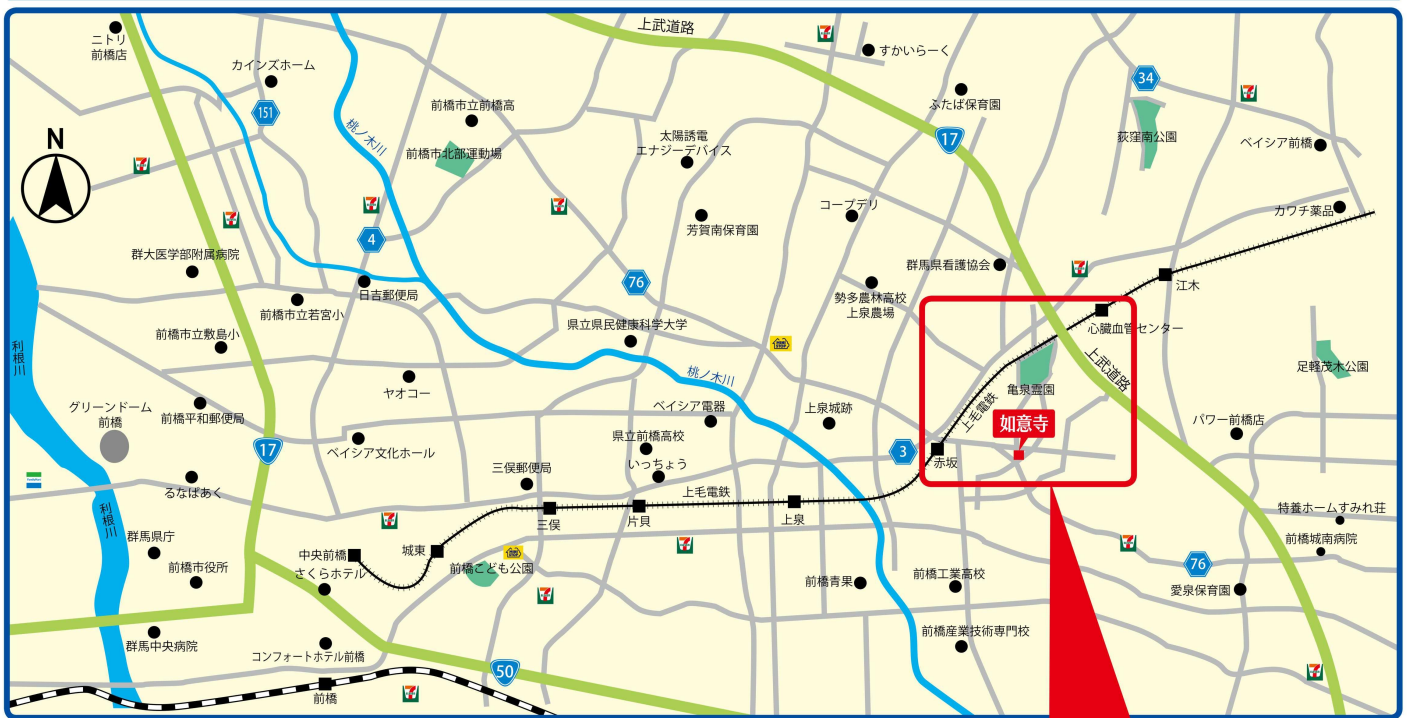 上武道路
ニトリ
前橋店
カインズホーム
151
すかいらーく
34
ふたば保育園
前橋市立前橋高
桃ノ木川
N
太陽誘電
エナジーデバイス
17
荻窪南公園
ベイシア前橋
前橋市北部運動場
7
4
芳賀南保育園
コープデリ
カワチ薬品
群大医学部附属病院
76
群馬県看護協会
日吉郵便局
勢多農林高校
上泉農場
江木
前橋市立若宮小
県立県民健康科学大学
心臓血管センター
前橋市立敷島小
利根川
上武道路
足軽茂木公園
ヤオコー
桃ノ木川
亀泉霊園
上毛電鉄
グリーンドーム
前橋
前橋平和郵便局
ベイシア電器
上泉城跡
如意寺
パワー前橋店
17
ベイシア文化ホール
県立前橋高校
3
赤坂
いっちょう
三俣郵便局
るなぱあく
利根川
上毛電鉄
三俣
片貝
上泉
特養ホームすみれ荘
群馬県庁
中央前橋
城東
前橋城南病院
前橋市役所
さくらホテル
前橋こども公園
前橋青果
前橋工業高校
76
愛泉保育園
群馬中央病院
コンフォートホテル前橋
前橋産業技術専門校
50
前橋